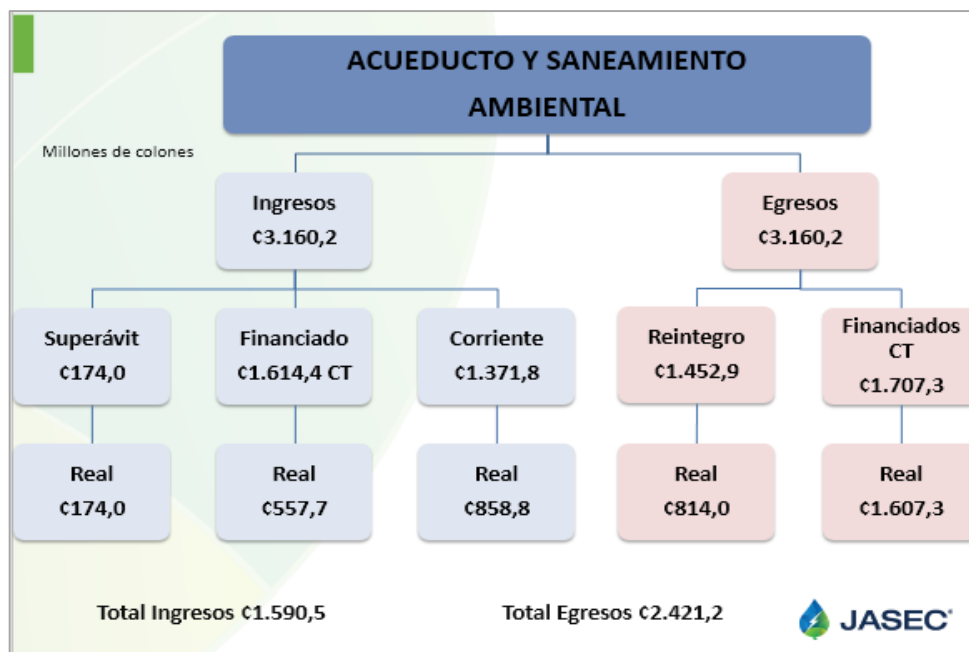 ACUEDUCTO Y SANEAMIENTO
AMBIENTAL
Millones de colones
Ingresos
¢3.160,2
Egresos
¢3.160,2
Superávit
¢174,0
Financiado
¢1.614,4 CT
Corriente
¢1.371,8
Reintegro
¢1.452,9
Financiados
CT
¢1.707,3
Real
¢174,0
Real
¢557,7
Real
¢858,8
Real
¢814,0
Real
¢1.607,3
Total Ingresos ¢1.590,5
Total Egresos ¢2.421,2
JASEC